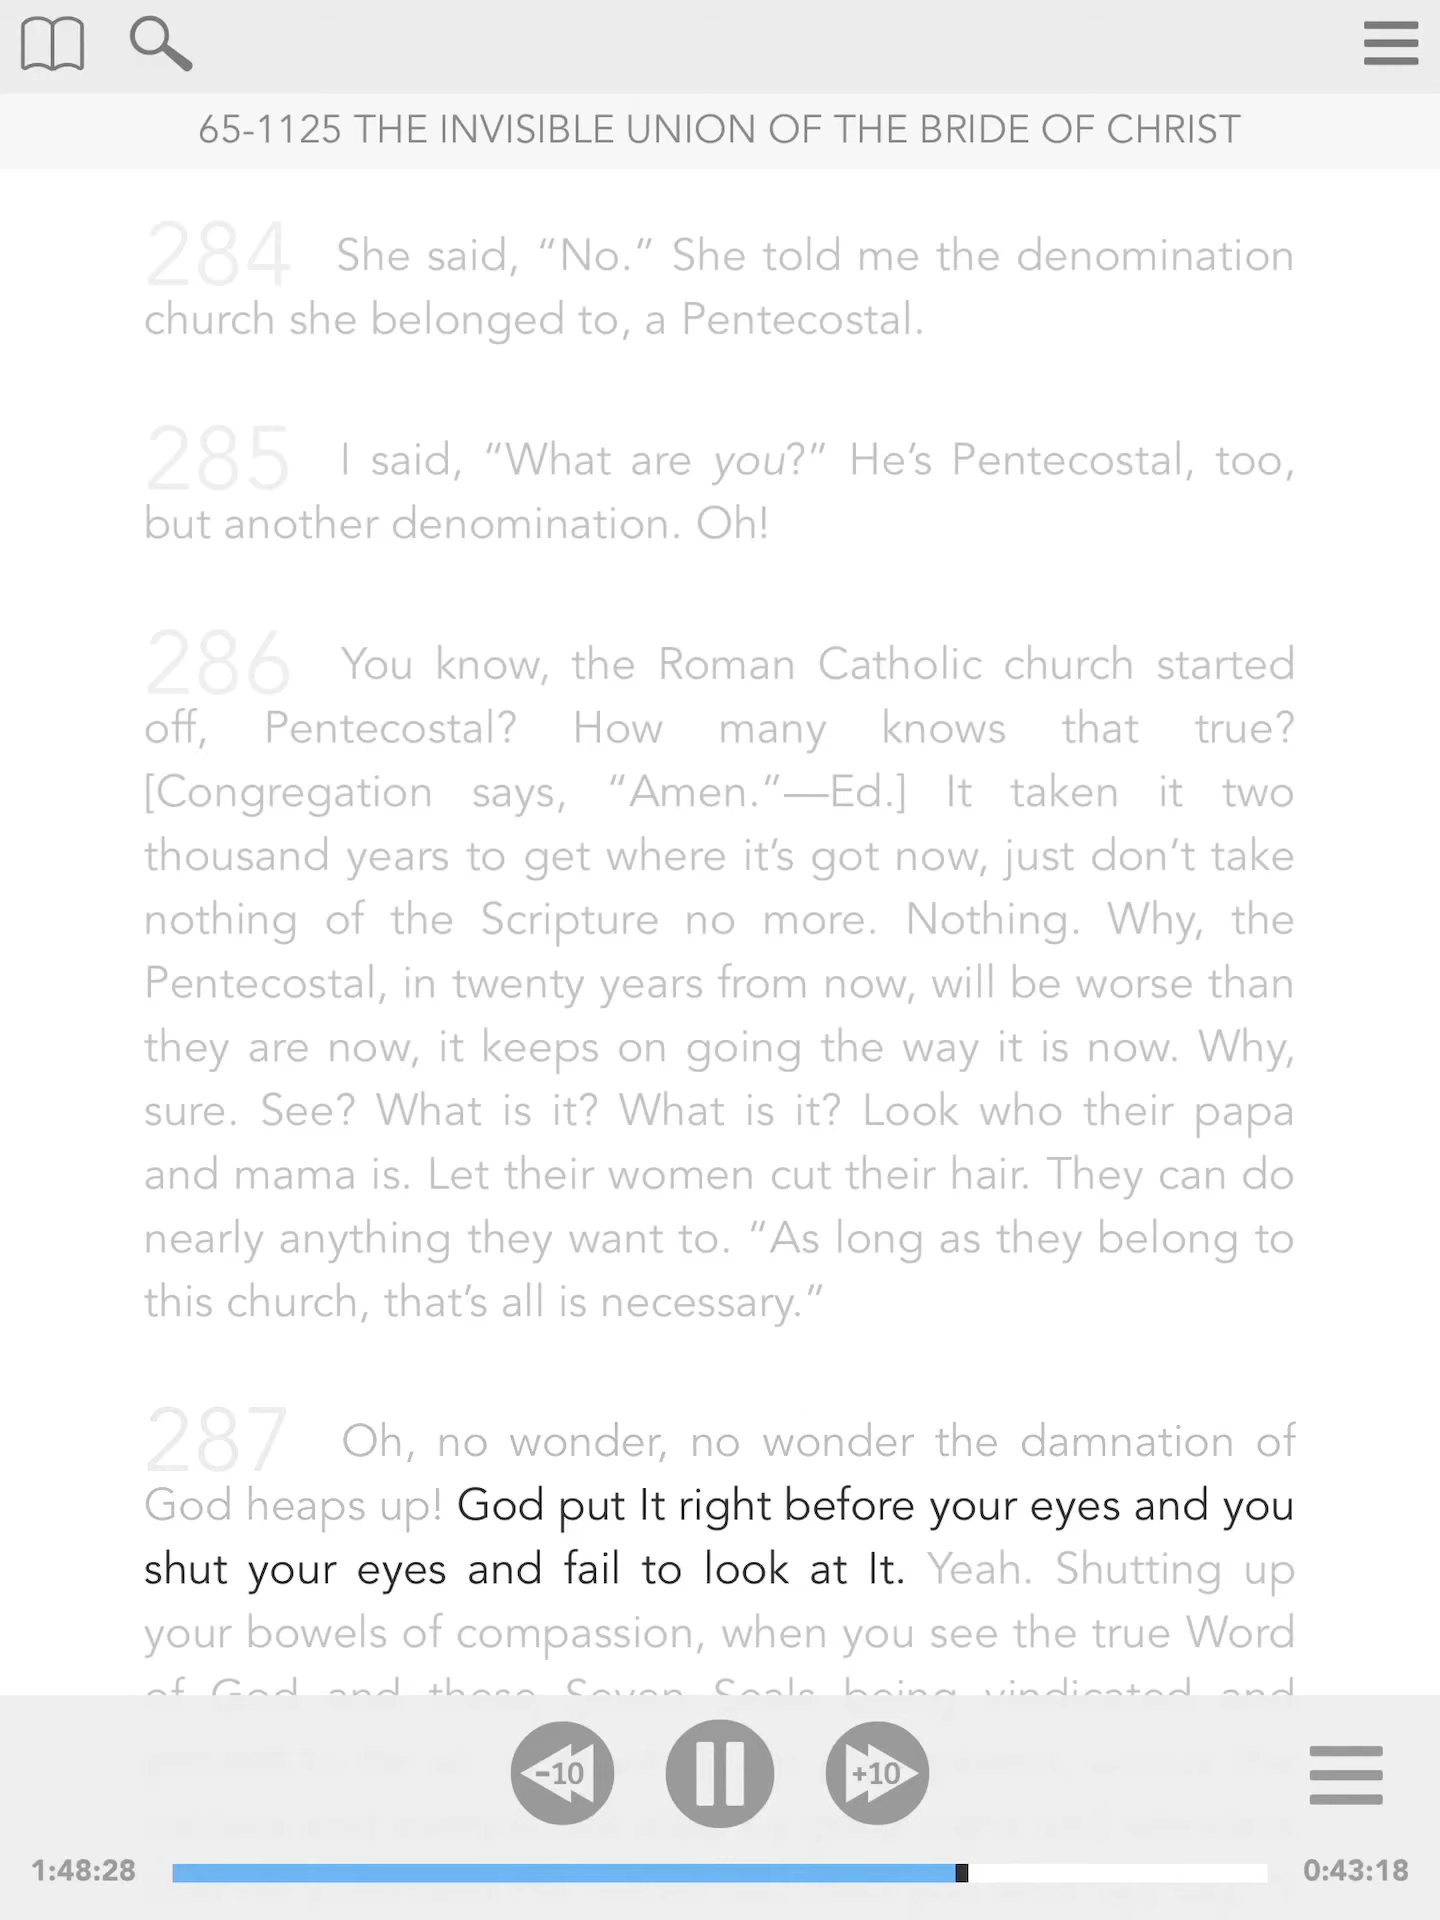 65-1125 THE INVISIBLE UNION OF THE BRIDE OF CHRIST
284 She said, “No.” She told me the denomination
church she belonged to, a Pentecostal.
285 I said, “What are you?” He’s Pentecostal, too,
but another denomination. Oh!
286 You know, the Roman Catholic church started
off, Pentecostal? How many knows that true?
[Congregation says, “Amen.”—Ed.] It taken it two
thousand years to get where it’s got now, just don’t take
nothing of the Scripture no more. Nothing. Why, the
Pentecostal, in twenty years from now, will be worse than
they are now, it keeps on going the way it is now. Why,
sure. See? What is it? What is it? Look who their papa
and mama is. Let their women cut their hair. They can do
nearly anything they want to. “As long as they belong to
this church, that’s all is necessary.”
287 Oh, no wonder, no wonder the damnation of
God heaps up! God put It right before your eyes and you
shut your eyes and fail to look at It. Yeah. Shutting up
your bowels of compassion, when you see the true Word
of God and these Seven Seals being vindicated and
-10 +10
1:48:28 0:43:18